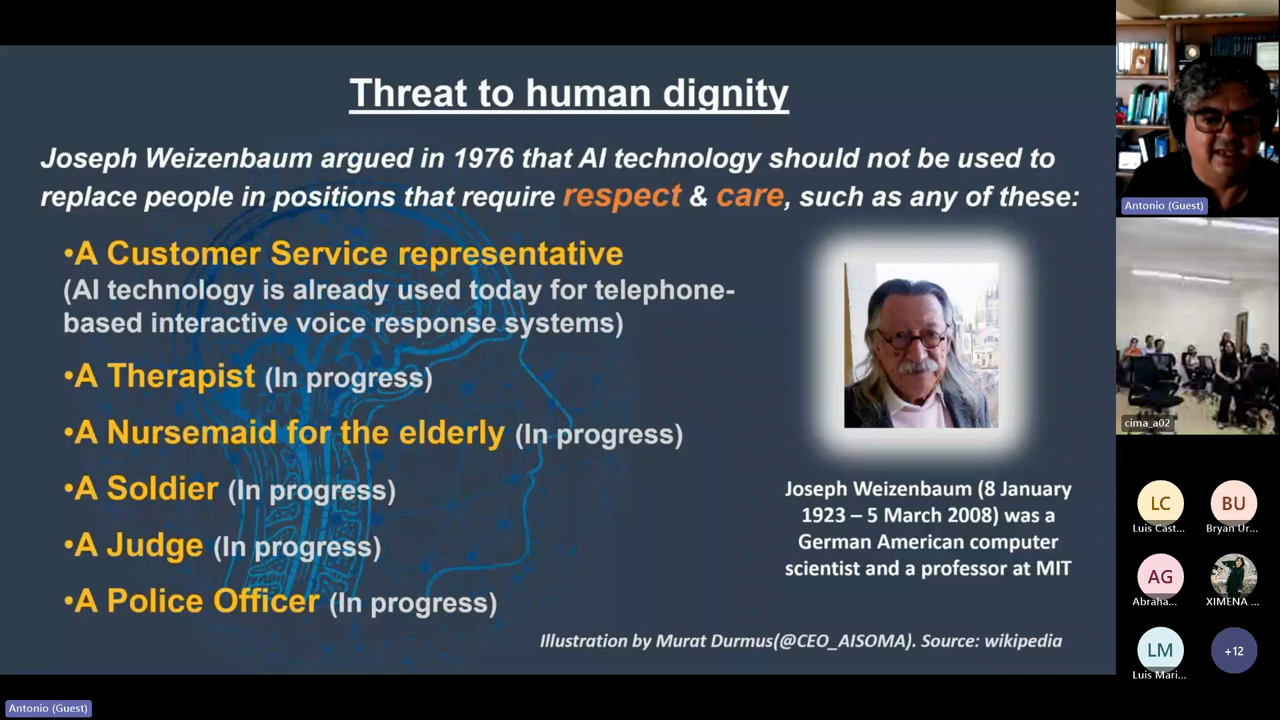 Threat to human dignity
Joseph Weizenbaum argued in 1976 that AI technology should not be used to
replace people in positions that require respect & care, such as any of these:
•A Customer Service representative
(AI technology is already used today for telephone-
based interactive voice response systems)
•A Therapist (In progress)
•A Nursemaid for the elderly (In progress)
•A Soldier (In progress)
•A Judge (In progress)
•A Police Officer (In progress)
Joseph Weizenbaum (8 January
1923 – 5 March 2008) was a
German American computer
scientist and a professor at MIT
Illustration by Murat Durmus(@CEO_AISOMA). Source: wikipedia
Antonio (Guest)
Antonio (Guest)
cima_a02
LC
Luis Cast...
BU
Bryan Ur...
AG
Abraha...
XIMENA ...
LM
Luis Mari...
+12